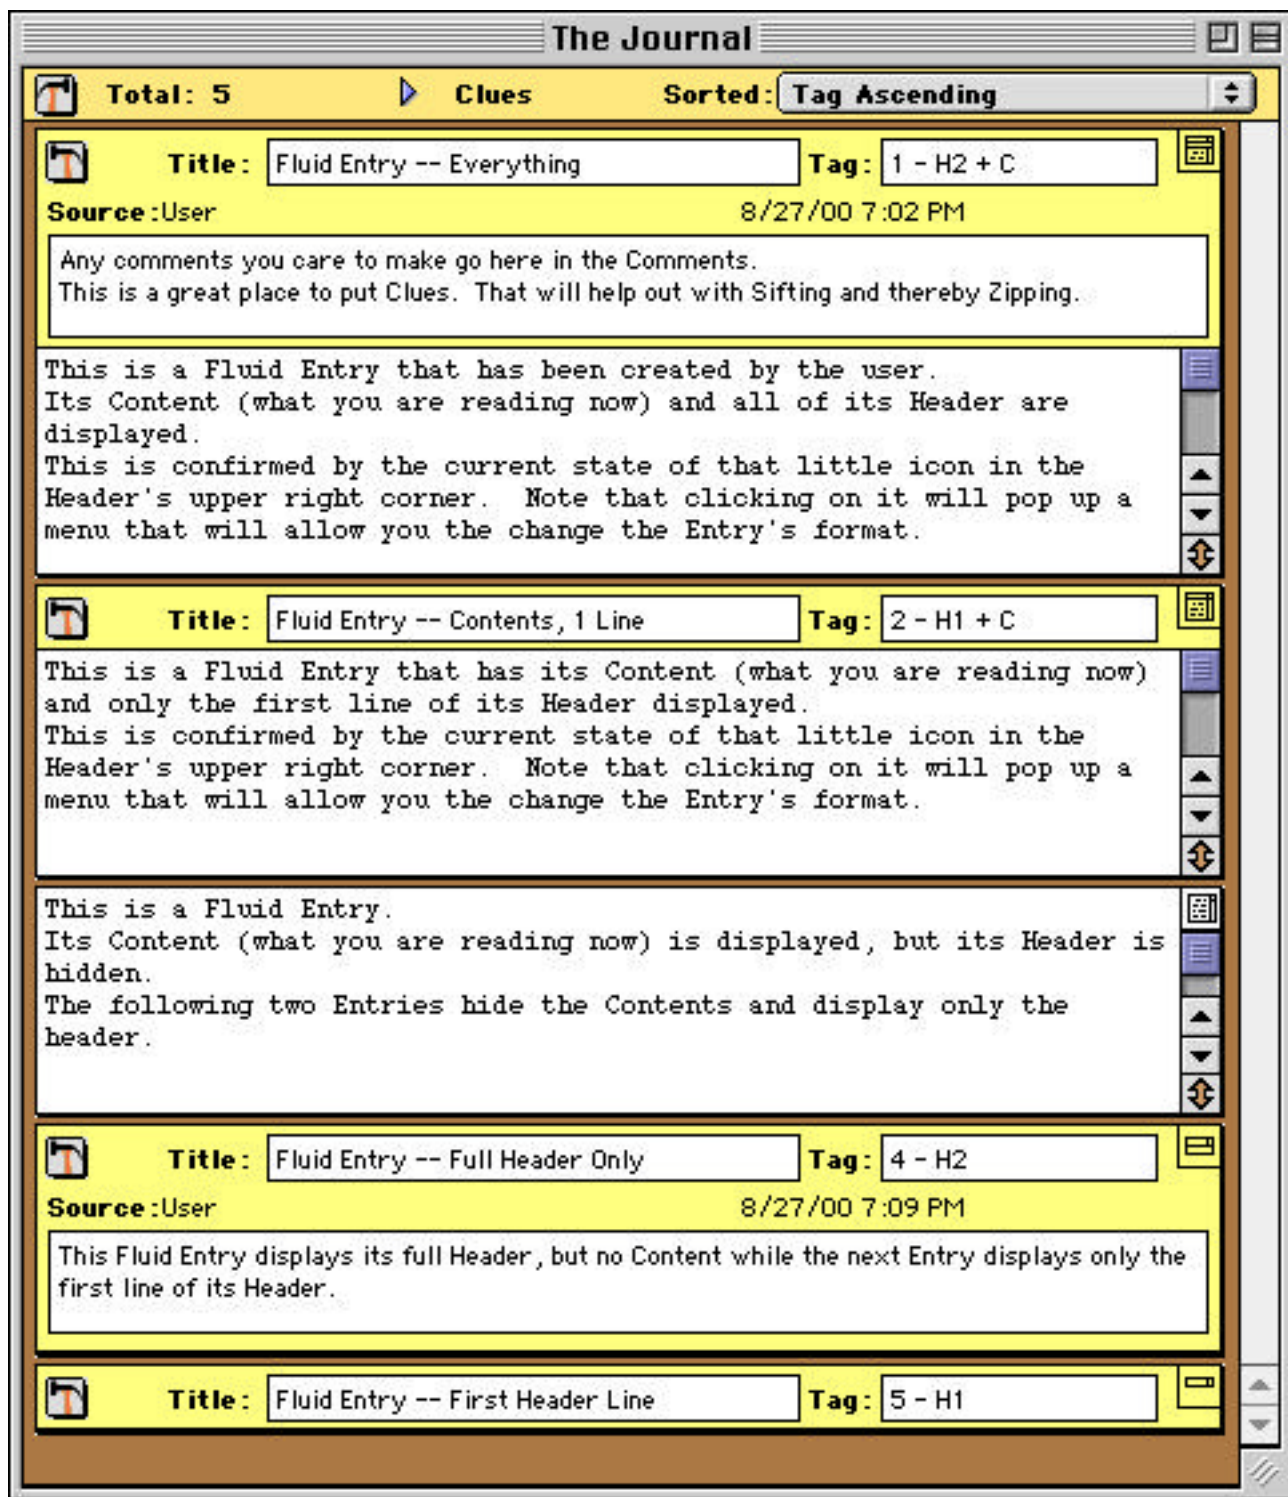 The Journal
Total: 5 Clues Sorted: Tag Ascending
Title: Fluid Entry -- Everything Tag: 1 - H2 + C
Source: User 8/27/00 7:02 PM
Any comments you care to make go here in the Comments.
This is a great place to put Clues.  That will help out with Sifting and thereby Zipping.
This is a Fluid Entry that has been created by the user.
Its Content (what you are reading now) and all of its Header are
displayed.
This is confirmed by the current state of that little icon in the
Header's upper right corner.  Note that clicking on it will pop up a
menu that will allow you the change the Entry's format.
Title: Fluid Entry -- Contents, 1 Line Tag: 2 - H1 + C
This is a Fluid Entry that has its Content (what you are reading now)
and only the first line of its Header displayed.
This is confirmed by the current state of that little icon in the
Header's upper right corner.  Note that clicking on it will pop up a
menu that will allow you the change the Entry's format.
This is a Fluid Entry.
Its Content (what you are reading now) is displayed, but its Header is
hidden.
The following two Entries hide the Contents and display only the
header.
Title: Fluid Entry -- Full Header Only Tag: 4 - H2
Source: User 8/27/00 7:09 PM
This Fluid Entry displays its full Header, but no Content while the next Entry displays only the
first line of its Header.
Title: Fluid Entry -- First Header Line Tag: 5 - H1